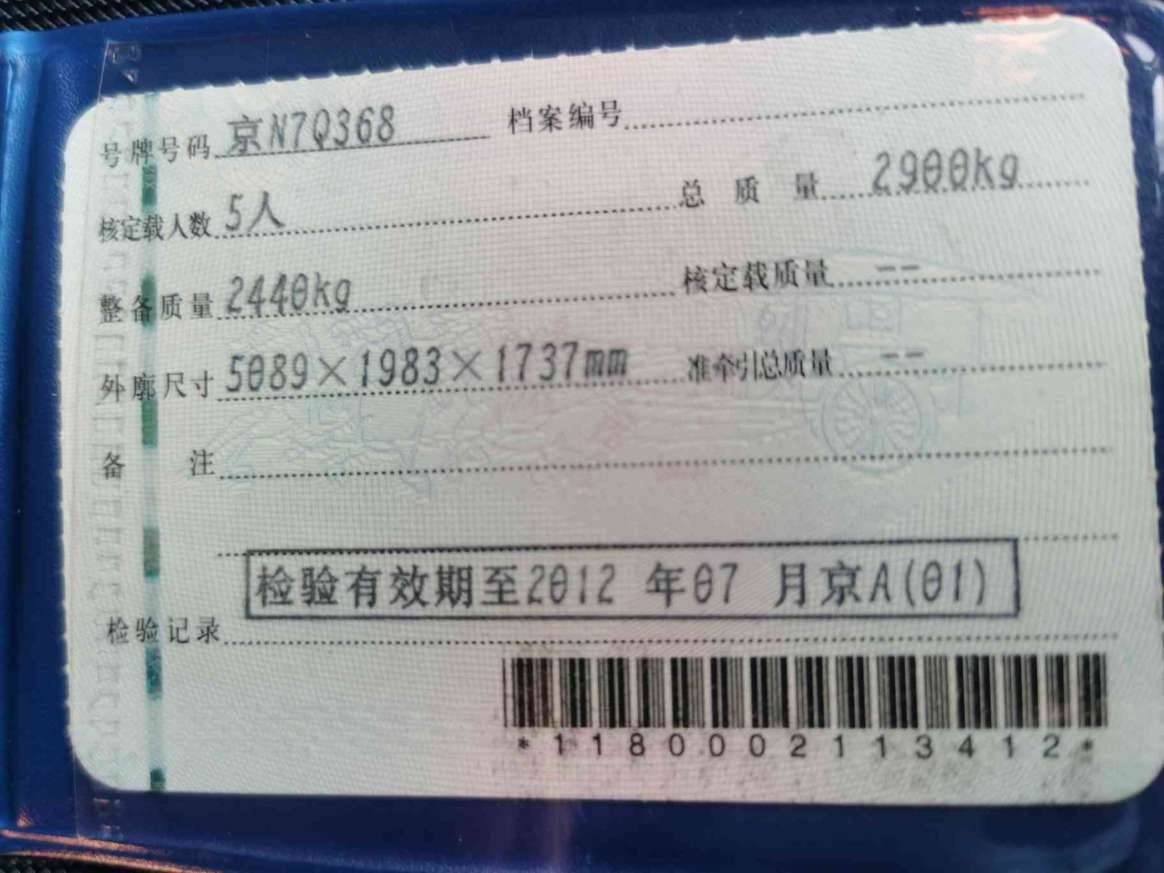 号牌号码 京N7Q368 档案编号
核定载人数 5人 总质量 2900kg
整备质量 2440kg 核定载质量 --
外廓尺寸 5089×1983×1737mm 准牵引总质量 --
备注
检验有效期至2012 年07 月京A(01)
检验记录
*1180002113412*